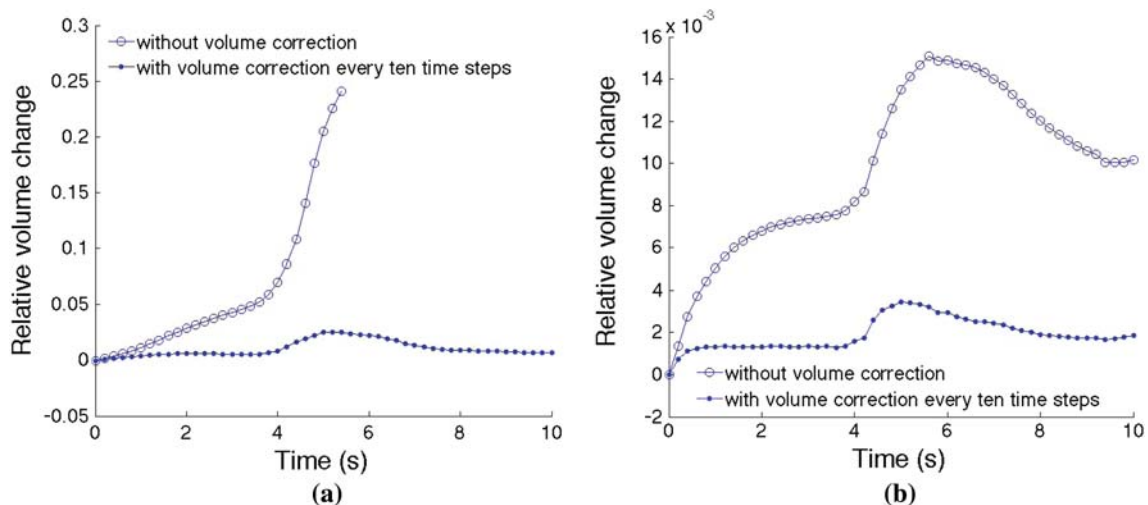 0.3
0.25
0.2
0.15
0.1
0.05
0
-0.05
Relative volume change
without volume correction
with volume correction every ten time steps
0 2 4 6 8 10
Time (s)
(a)
x 10⁻³
16
14
12
10
8
6
4
2
0
-2
Relative volume change
without volume correction
with volume correction every ten time steps
0 2 4 6 8 10
Time (s)
(b)